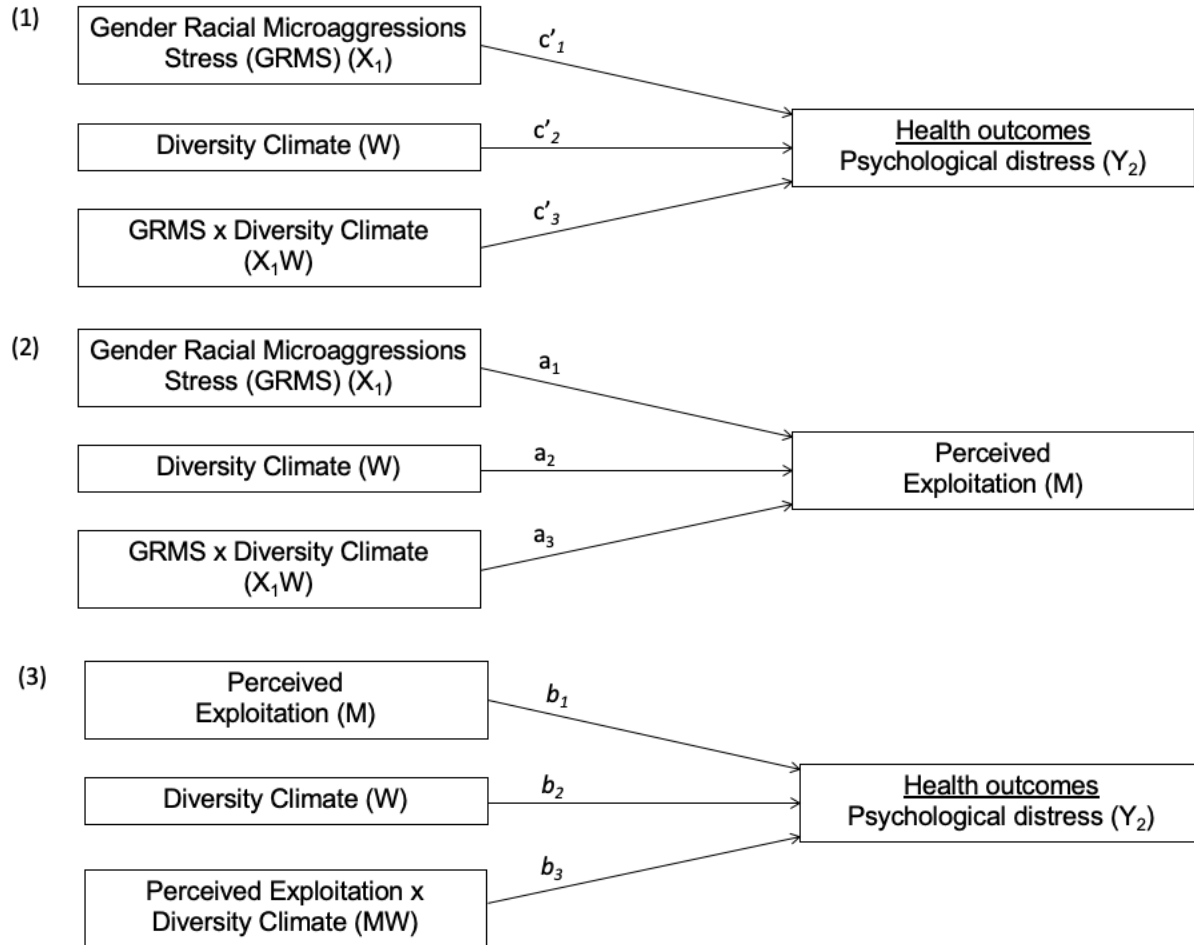 (1)
Gender Racial Microaggressions
Stress (GRMS) (X₁)
c'₁
Diversity Climate (W)
c'₂
GRMS x Diversity Climate
(X₁W)
c'₃
Health outcomes
Psychological distress (Y₂)
(2)
Gender Racial Microaggressions
Stress (GRMS) (X₁)
a₁
Diversity Climate (W)
a₂
GRMS x Diversity Climate
(X₁W)
a₃
Perceived
Exploitation (M)
(3)
Perceived
Exploitation (M)
b₁
Diversity Climate (W)
b₂
Perceived Exploitation x
Diversity Climate (MW)
b₃
Health outcomes
Psychological distress (Y₂)